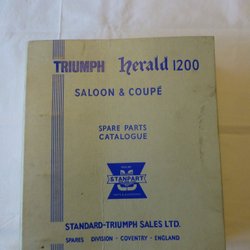 TRIUMPH Herald 1200
SALOON & COUPÉ
SPARE PARTS
CATALOGUE
STANPART
STANDARD-TRIUMPH SALES LTD.
SPARES DIVISION - COVENTRY - ENGLAND